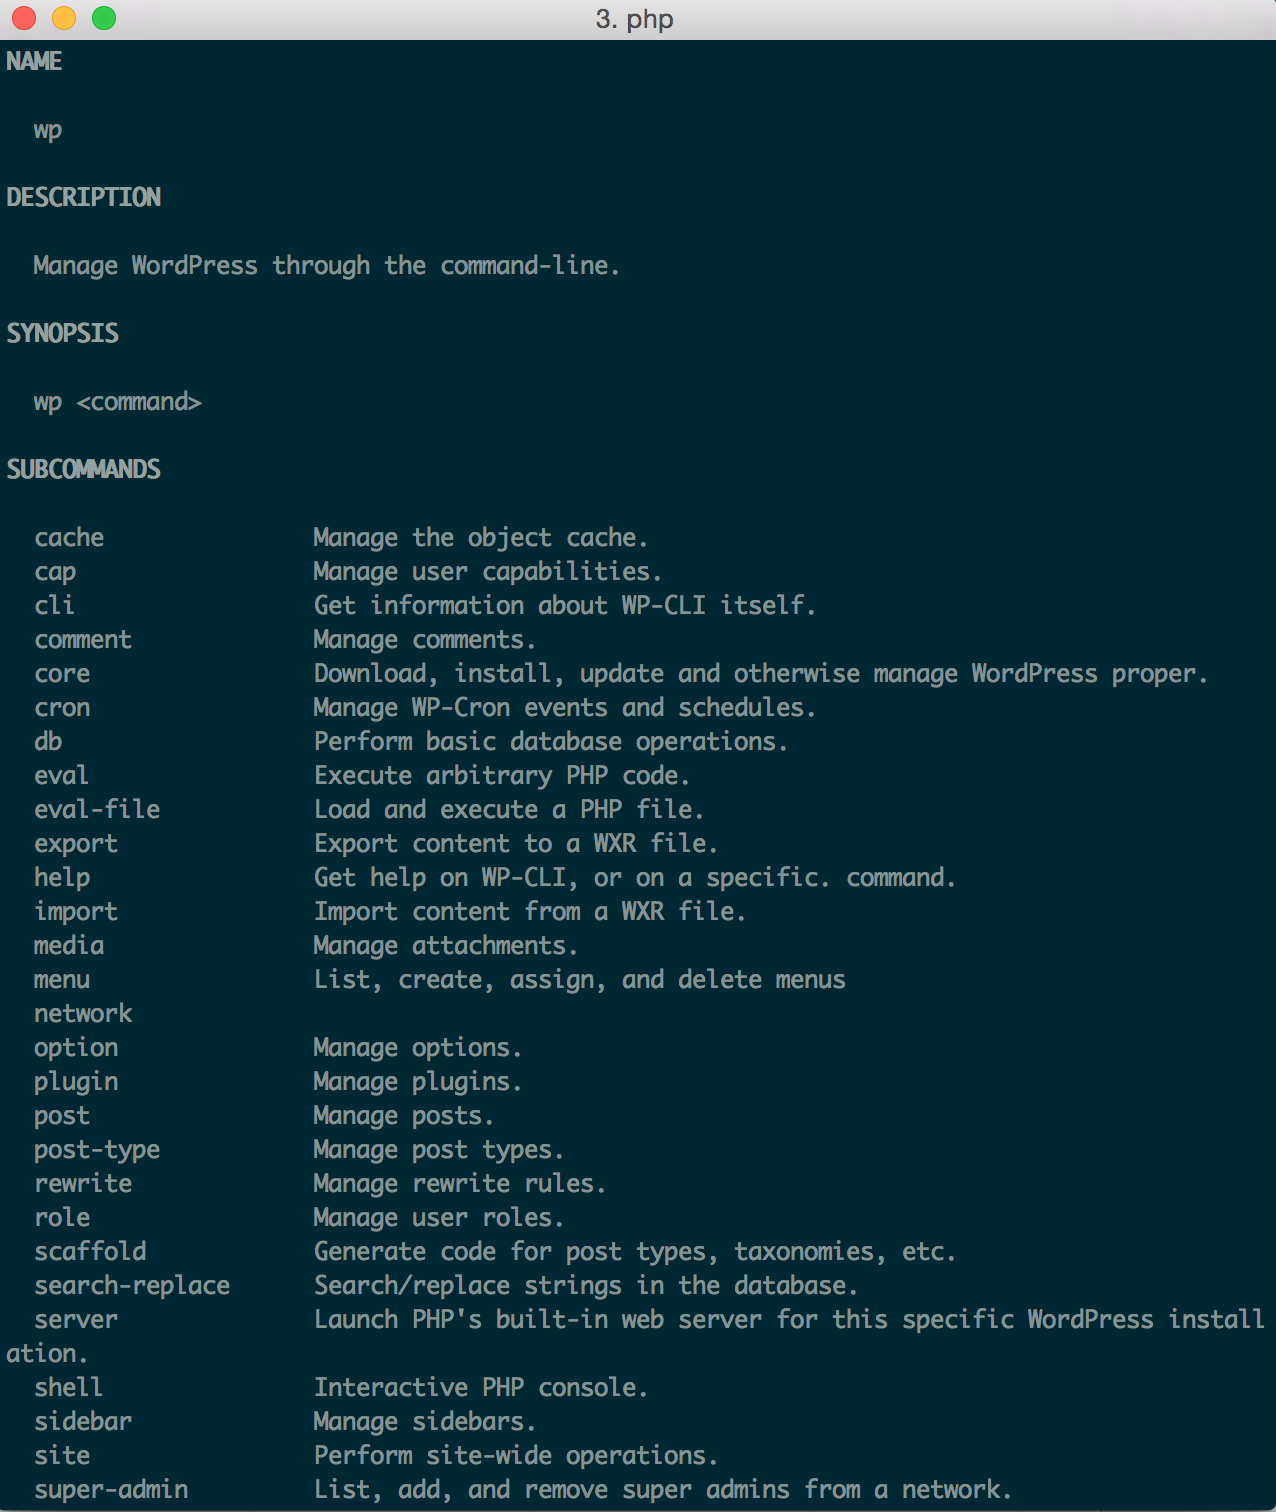 3. php
NAME
wp
DESCRIPTION
Manage WordPress through the command-line.
SYNOPSIS
wp <command>
SUBCOMMANDS
cache Manage the object cache.
cap Manage user capabilities.
cli Get information about WP-CLI itself.
comment Manage comments.
core Download, install, update and otherwise manage WordPress proper.
cron Manage WP-Cron events and schedules.
db Perform basic database operations.
eval Execute arbitrary PHP code.
eval-file Load and execute a PHP file.
export Export content to a WXR file.
help Get help on WP-CLI, or on a specific. command.
import Import content from a WXR file.
media Manage attachments.
menu List, create, assign, and delete menus
network
option Manage options.
plugin Manage plugins.
post Manage posts.
post-type Manage post types.
rewrite Manage rewrite rules.
role Manage user roles.
scaffold Generate code for post types, taxonomies, etc.
search-replace Search/replace strings in the database.
server Launch PHP's built-in web server for this specific WordPress install
ation.
shell Interactive PHP console.
sidebar Manage sidebars.
site Perform site-wide operations.
super-admin List, add, and remove super admins from a network.